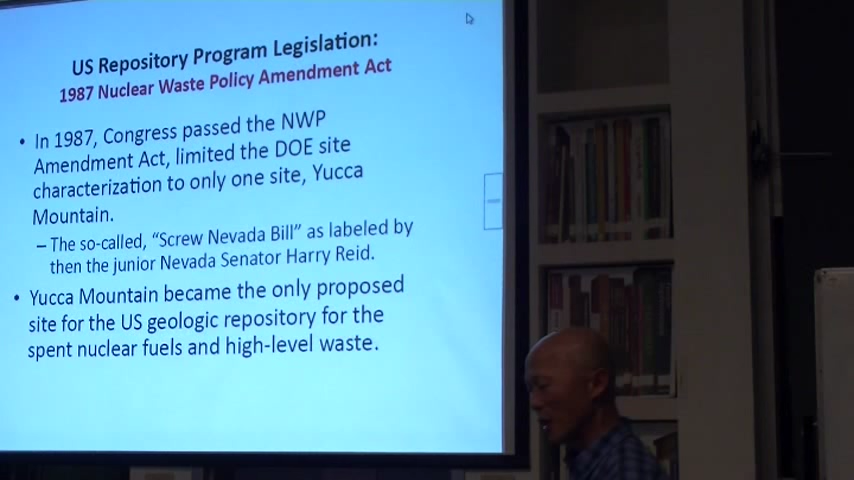 US Repository Program Legislation:
1987 Nuclear Waste Policy Amendment Act
• In 1987, Congress passed the NWP
Amendment Act, limited the DOE site
characterization to only one site, Yucca
Mountain.
– The so-called, “Screw Nevada Bill” as labeled by
then the junior Nevada Senator Harry Reid.
• Yucca Mountain became the only proposed
site for the US geologic repository for the
spent nuclear fuels and high-level waste.